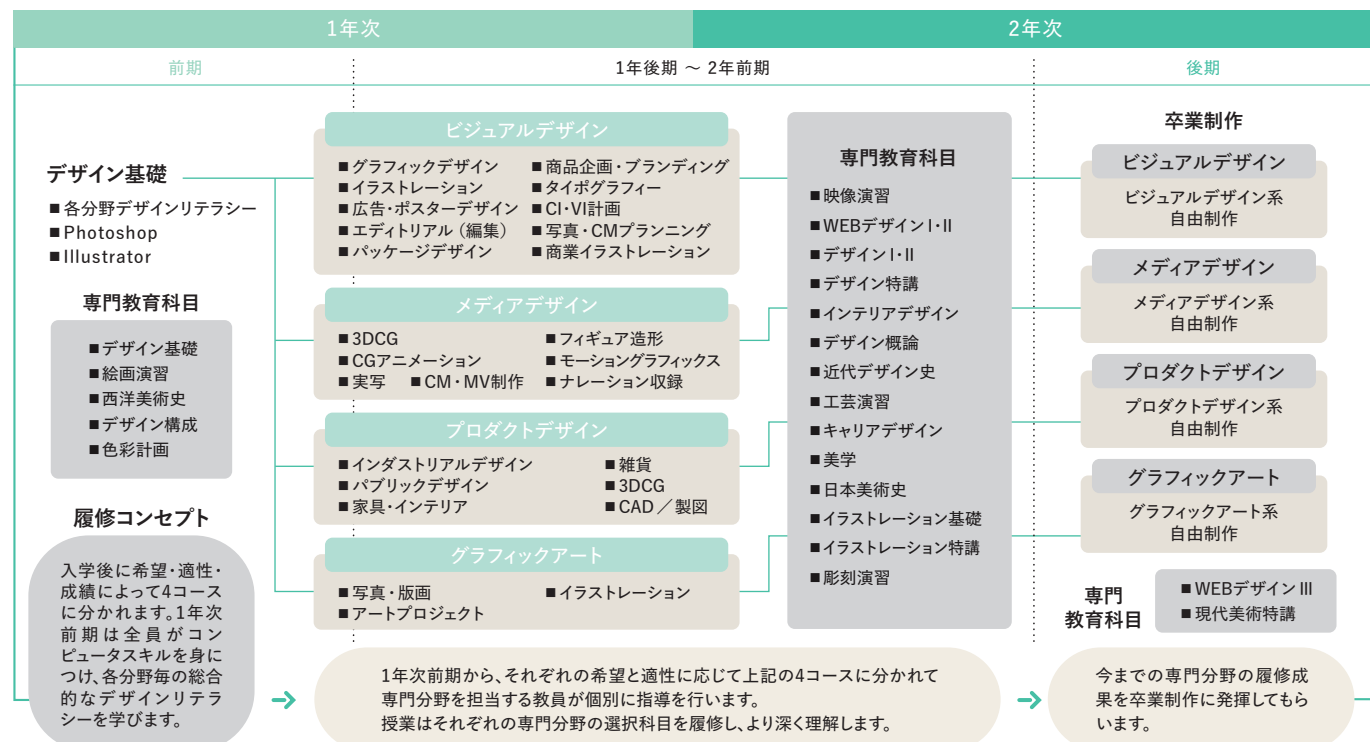 1年次
2年次
前期
1年後期 ～ 2年前期
後期
デザイン基礎
■各分野デザインリテラシー
■Photoshop
■Illustrator
専門教育科目
■デザイン基礎
■絵画演習
■西洋美術史
■デザイン構成
■色彩計画
履修コンセプト
入学後に希望・適性・
成績によって4コース
に分かれます。1年次
前期は全員がコン
ピュータスキルを身に
つけ、各分野毎の総合
的なデザインリテラ
シーを学びます。
ビジュアルデザイン
■グラフィックデザイン ■商品企画・ブランディング
■イラストレーション ■タイポグラフィー
■広告・ポスターデザイン ■CI・VI計画
■エディトリアル（編集） ■写真・CMプランニング
■パッケージデザイン ■商業イラストレーション
メディアデザイン
■3DCG ■フィギュア造形
■CGアニメーション ■モーショングラフィックス
■実写 ■CM・MV制作 ■ナレーション収録
プロダクトデザイン
■インダストリアルデザイン ■雑貨
■パブリックデザイン ■3DCG
■家具・インテリア ■CAD／製図
グラフィックアート
■写真・版画 ■イラストレーション
■アートプロジェクト
専門教育科目
■映像演習
■WEBデザインI・II
■デザインI・II
■デザイン特講
■インテリアデザイン
■デザイン概論
■近代デザイン史
■工芸演習
■キャリアデザイン
■美学
■日本美術史
■イラストレーション基礎
■イラストレーション特講
■彫刻演習
1年次前期から、それぞれの希望と適性に応じて上記の4コースに分かれて
専門分野を担当する教員が個別に指導を行います。
授業はそれぞれの専門分野の選択科目を履修し、より深く理解します。
卒業制作
ビジュアルデザイン
ビジュアルデザイン系
自由制作
メディアデザイン
メディアデザイン系
自由制作
プロダクトデザイン
プロダクトデザイン系
自由制作
グラフィックアート
グラフィックアート系
自由制作
専門
教育科目
■WEBデザインIII
■現代美術特講
今までの専門分野の履修成
果を卒業制作に発揮してもら
います。